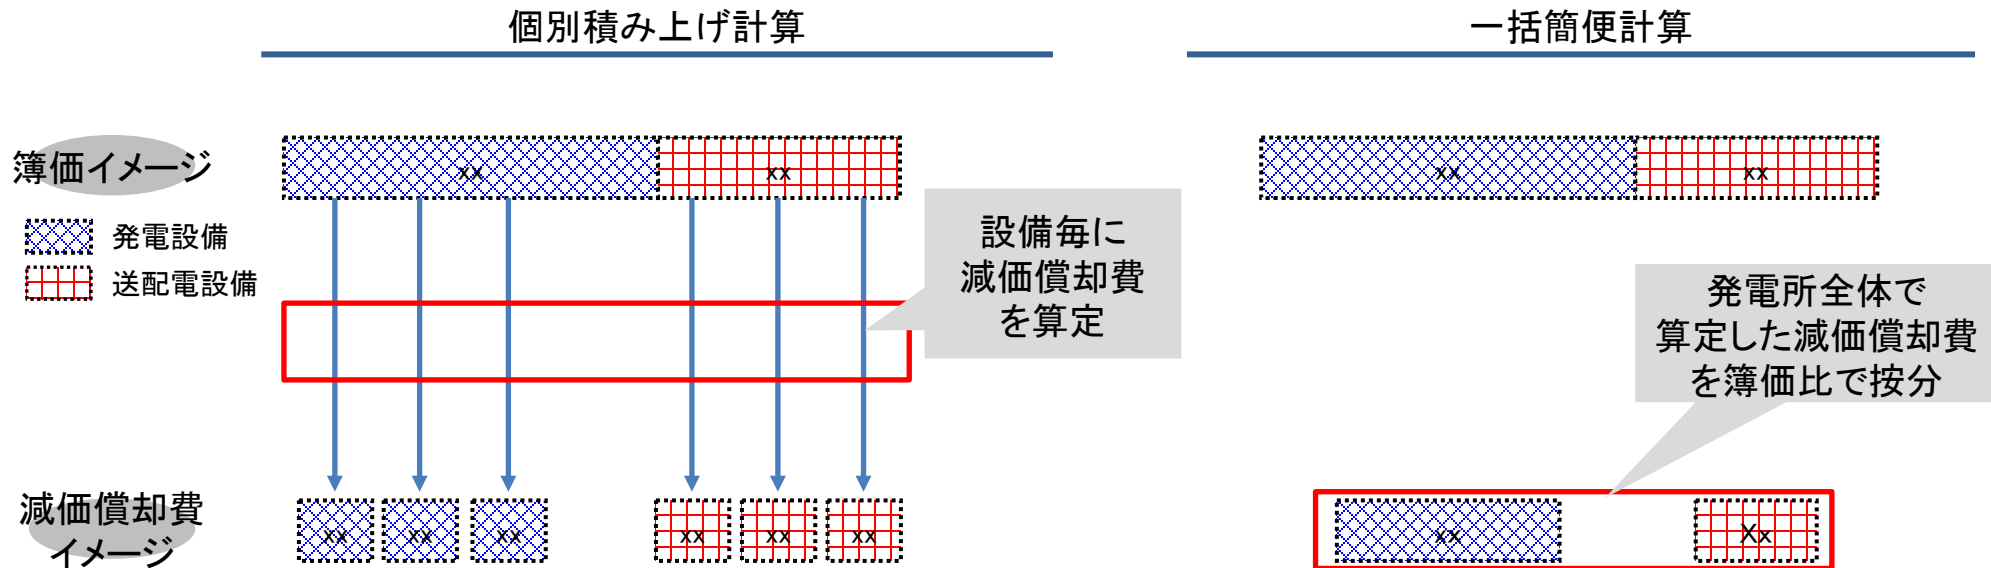 個別積み上げ計算
一括簡便計算
簿価イメージ
xx
xx
xx
xx
発電設備
送配電設備
設備毎に
減価償却費
を算定
発電所全体で
算定した減価償却費
を簿価比で按分
減価償却費
イメージ
xx
xx
xx
xx
xx
xx
xx
Xx